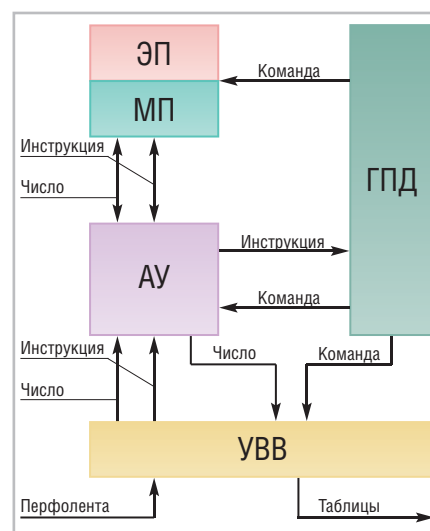 ЭП
Команда
МП
Инструкция
ГПД
Число
Инструкция
АУ
Команда
Инструкция
Число
Команда
Число
УВВ
Перфолента
Таблицы